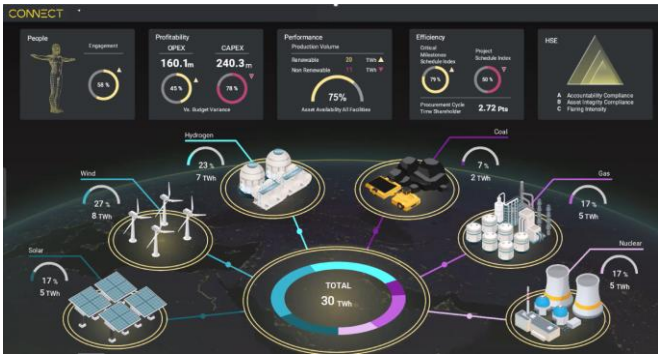 CONNECT
People
Engagement
58 %
Profitability
OPEX
CAPEX
160.1m
240.3m
45 %
78 %
Vs. Budget Variance
Performance
Production Volume
Renewable 20 TWh
Non Renewable 11 TWh
75%
Asset Availability All Facilities
Efficiency
Critical
Milestones
Schedule Index
Project
Schedule Index
79 %
50 %
Procurement Cycle
Time Shareholder
2.72 Pts
HSE
A Accountability Compliance
B Asset Integrity Compliance
C Flaring Intensity
Hydrogen
23 %
7 TWh
Coal
7 %
2 TWh
Wind
27 %
8 TWh
Gas
17 %
5 TWh
Solar
17 %
5 TWh
Nuclear
17 %
5 TWh
TOTAL
30 TWh